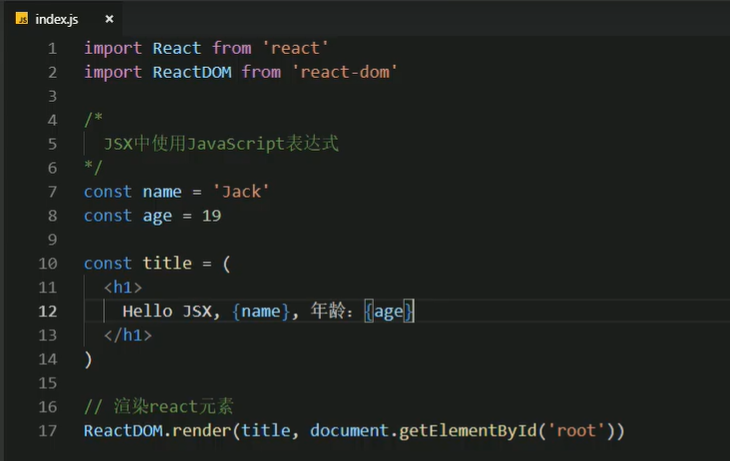 JS index.js ×
1 import React from 'react'
2 import ReactDOM from 'react-dom'
3
4 /*
5   JSX中使用JavaScript表达式
6 */
7 const name = 'Jack'
8 const age = 19
9
10 const title = (
11   <h1>
12     Hello JSX, {name}, 年龄：{age}
13   </h1>
14 )
15
16 // 渲染react元素
17 ReactDOM.render(title, document.getElementById('root'))